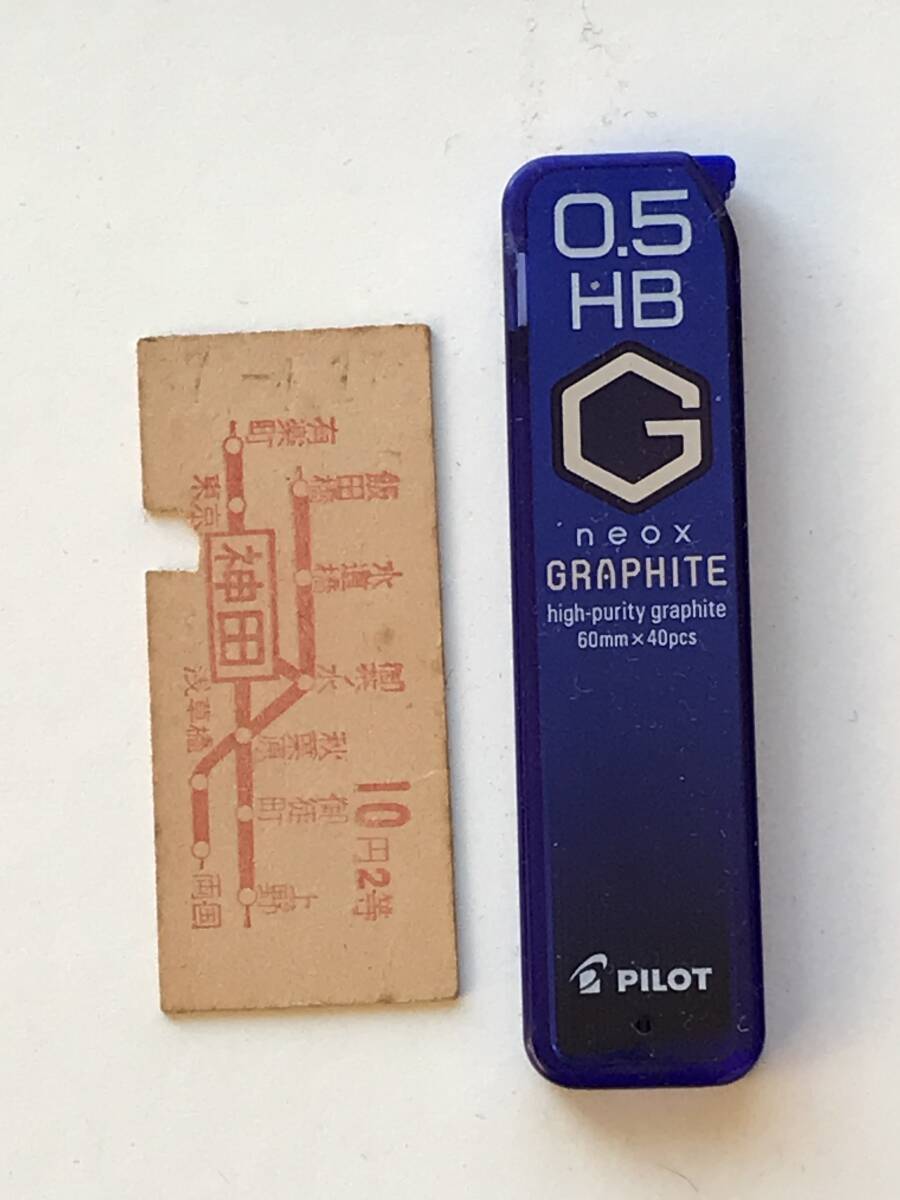 有楽町
東京
神田
飯田橋
水道橋
御茶ノ水
秋葉原
浅草橋
御徒町
両国
上野
10円2等
0.5
HB
G
neox
GRAPHITE
high-purity graphite
60mm×40pcs
PILOT